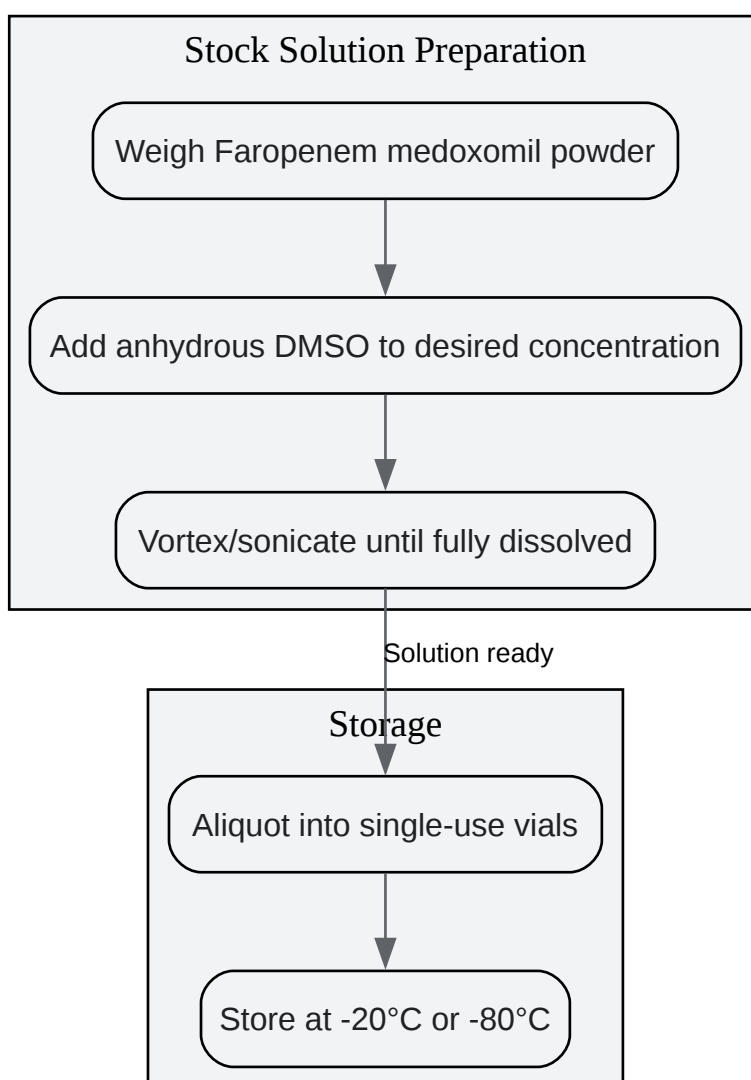 Stock Solution Preparation
Weigh Faropenem medoxomil powder
Add anhydrous DMSO to desired concentration
Vortex/sonicate until fully dissolved
Solution ready
Storage
Aliquot into single-use vials
Store at -20°C or -80°C